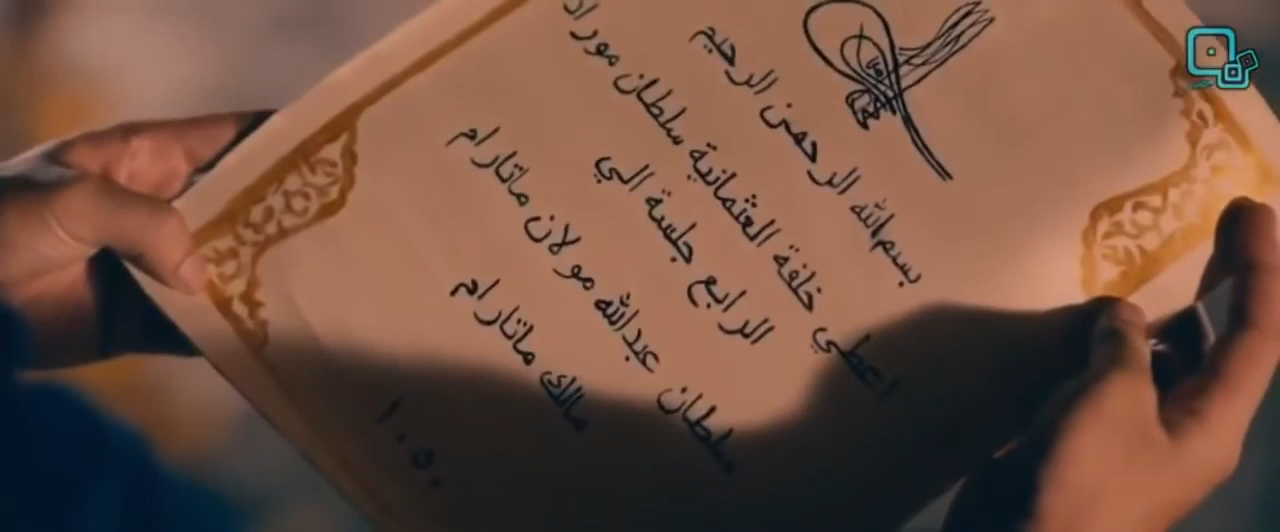 بسم الله الرحمن الرحيم
اعطي خلفة العثمانية سلطان موراد
الرابع جلسة الي
سلطان عبدالله مولان ماتارام
مالك ماتارام
١٠٥٠